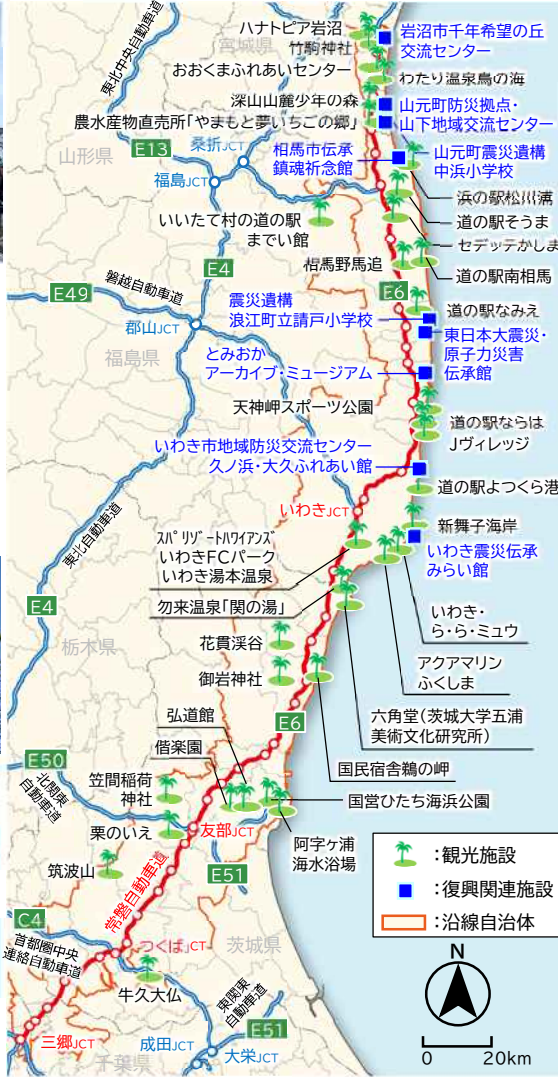 ハナトピア岩沼
竹駒神社
宮城県
岩沼市千年希望の丘
交流センター
おおくまふれあいセンター
わたり温泉鳥の海
東北中央自動車道
深山山麓少年の森
山元町防災拠点・
山下地域交流センター
農水産物直売所「やまもと夢いちごの郷」
山形県
E13
桑折JCT
相馬市伝承
鎮魂祈念館
山元町震災遺構
中浜小学校
福島JCT
浜の駅松川浦
道の駅そうま
いいたて村の道の駅
までい館
セデッテかしま
相馬野馬追
道の駅南相馬
E4
E49
磐越自動車道
E6
震災遺構
浪江町立請戸小学校
道の駅なみえ
郡山JCT
東日本大震災・
原子力災害
伝承館
福島県
とみおか
アーカイブ・ミュージアム
天神岬スポーツ公園
道の駅ならは
Jヴィレッジ
いわき市地域防災交流センター
久ノ浜・大久ふれあい館
道の駅よつくら港
いわきJCT
東北自動車道
新舞子海岸
スパリゾートハワイアンズ
いわきFCパーク
いわき湯本温泉
いわき震災伝承
みらい館
E4
勿来温泉「関の湯」
いわき・
ら・ら・ミュウ
栃木県
花貫渓谷
アクアマリン
ふくしま
御岩神社
六角堂(茨城大学五浦
美術文化研究所)
弘道館
E6
偕楽園
国民宿舎鵜の岬
E50
北関東
自動車道
笠間稲荷
神社
国営ひたち海浜公園
栗のいえ
友部JCT
阿字ヶ浦
海水浴場
筑波山
E51
常磐自動車道
:観光施設
:復興関連施設
:沿線自治体
C4
首都圏中央
連絡自動車道
つくばJCT
茨城県
牛久大仏
東関東
自動車道
N
三郷JCT
成田JCT
E51
大栄JCT
千葉県
0
20km